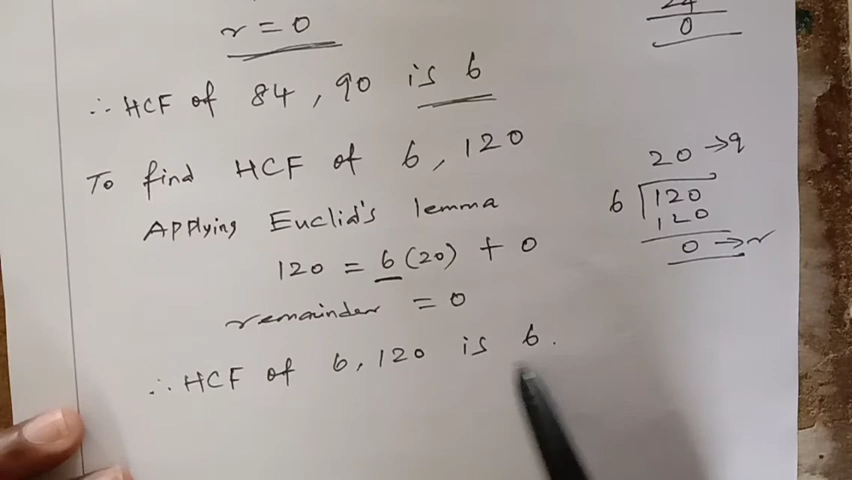 r = 0
24
0
∴ HCF of 84, 90 is 6
To find HCF of 6, 120
Applying Euclid's lemma
120 = 6 (20) + 0
remainder = 0
∴ HCF of 6, 120 is 6.
20 → q
6 120
120
0 → r